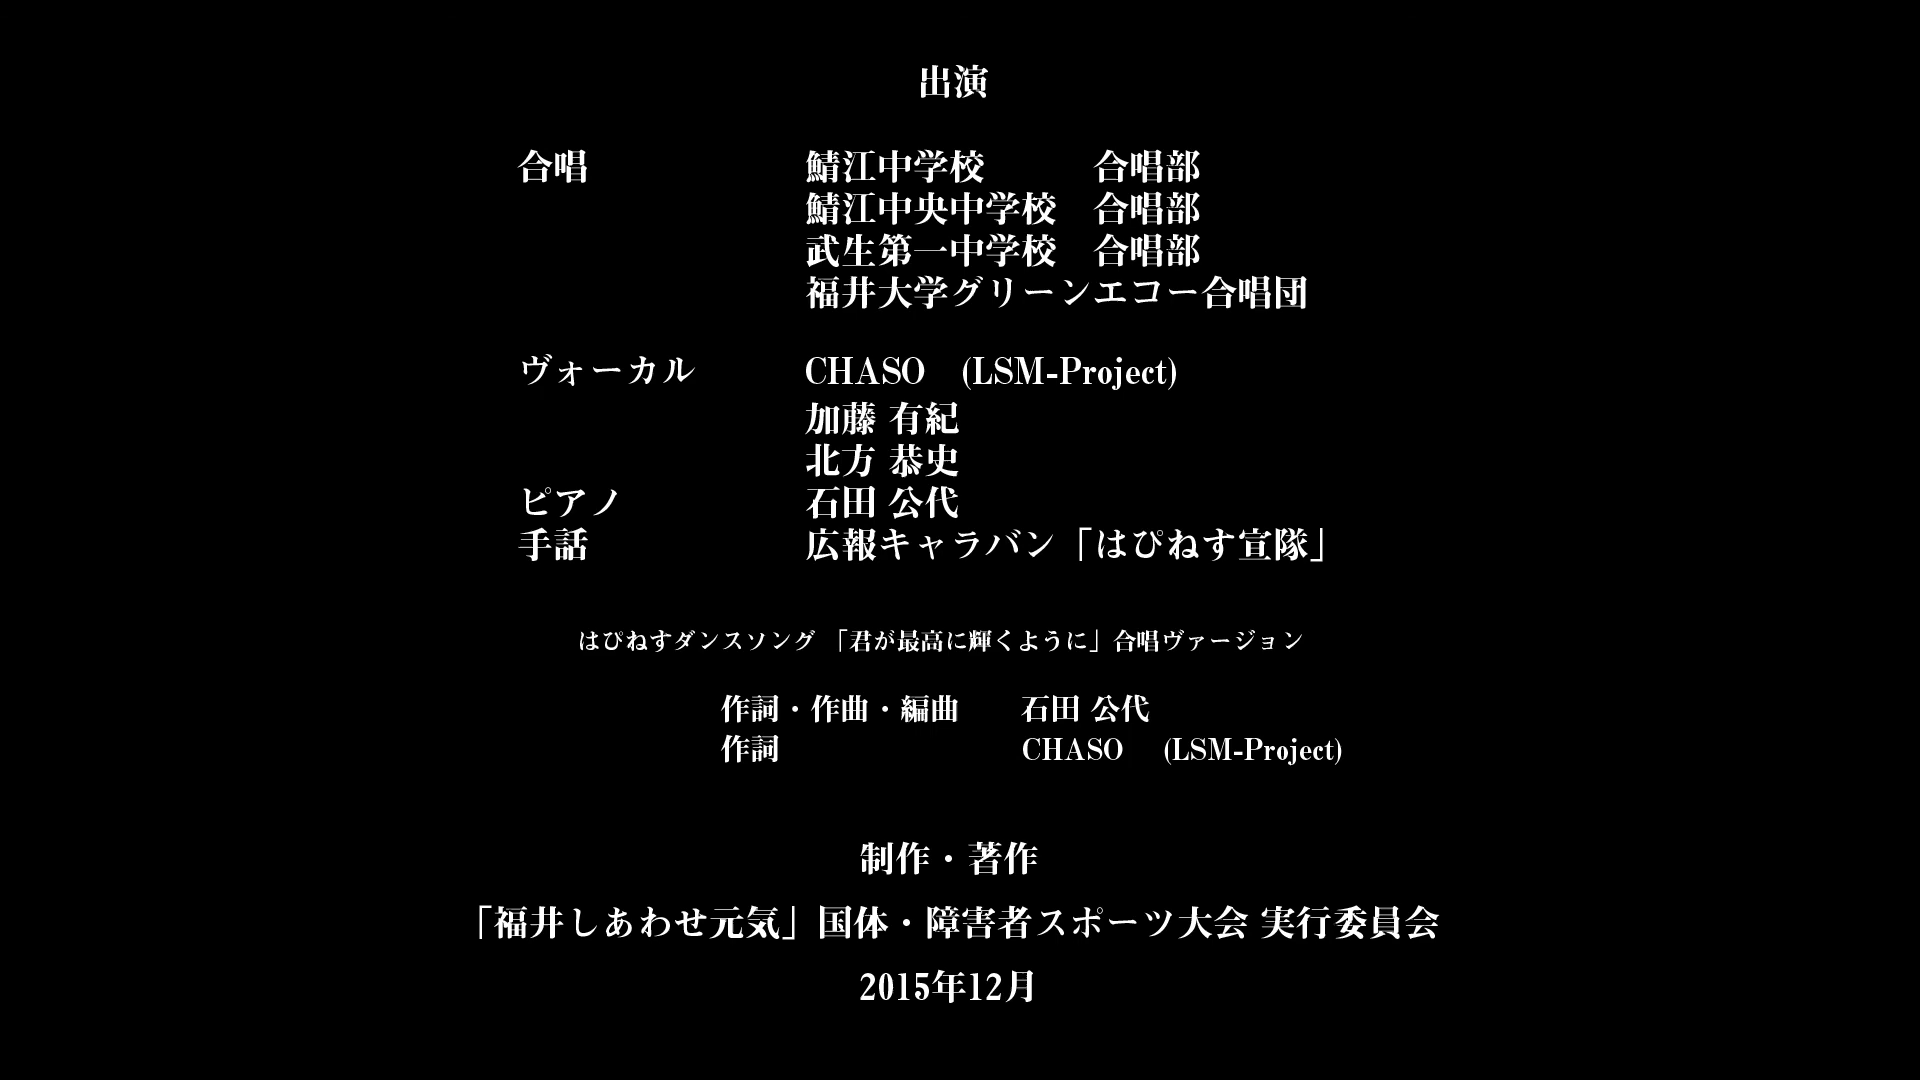 出演
合唱 鯖江中学校 合唱部
鯖江中央中学校 合唱部
武生第一中学校 合唱部
福井大学グリーンエコー合唱団
ヴォーカル CHASO (LSM-Project)
加藤 有紀
北方 恭史
ピアノ 石田 公代
手話 広報キャラバン「はぴねす宣隊」
はぴねすダンスソング 「君が最高に輝くように」合唱ヴァージョン
作詞・作曲・編曲 石田 公代
作詞 CHASO (LSM-Project)
制作・著作
「福井しあわせ元気」国体・障害者スポーツ大会 実行委員会
2015年12月